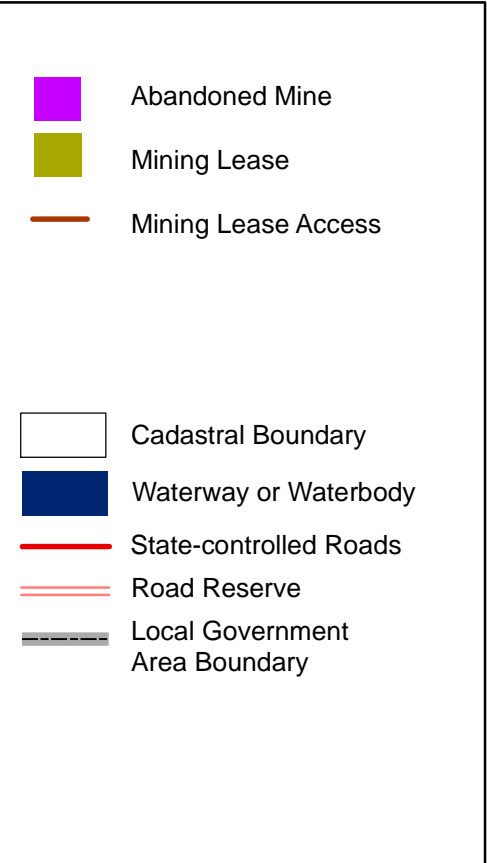 Abandoned Mine
Mining Lease
Mining Lease Access
Cadastral Boundary
Waterway or Waterbody
State-controlled Roads
Road Reserve
Local Government
Area Boundary